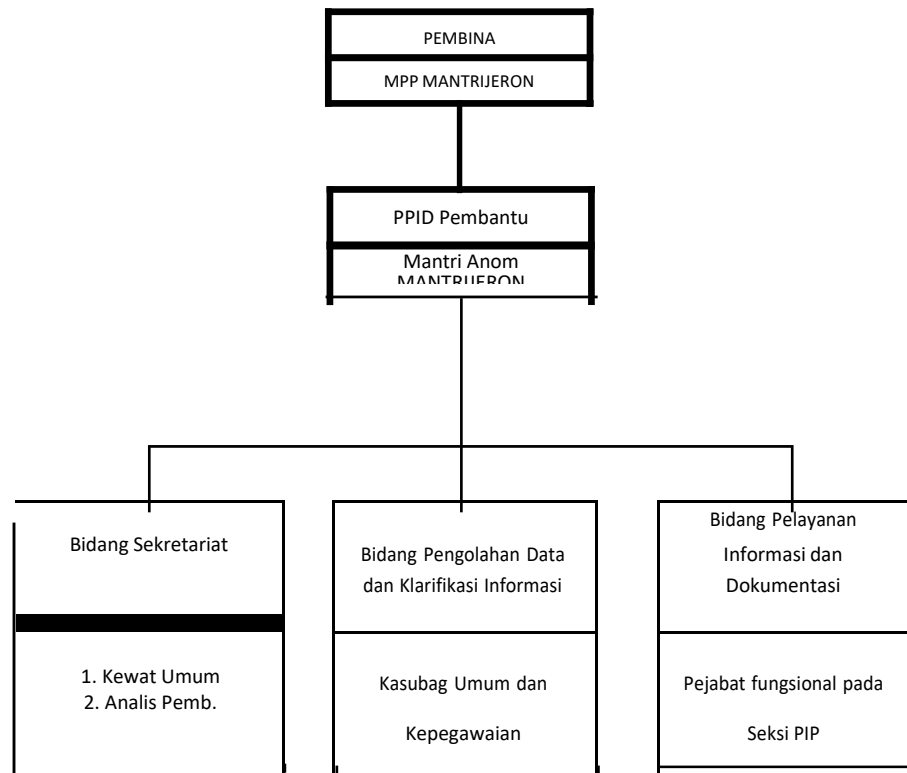 PEMBINA
MPP MANTRIJERON
PPID Pembantu
Mantri Anom
MANTRIJERON
Bidang Sekretariat
1. Kewat Umum
2. Analis Pemb.
Bidang Pengolahan Data
dan Klarifikasi Informasi
Kasubag Umum dan
Kepegawaian
Bidang Pelayanan
Informasi dan
Dokumentasi
Pejabat fungsional pada
Seksi PIP